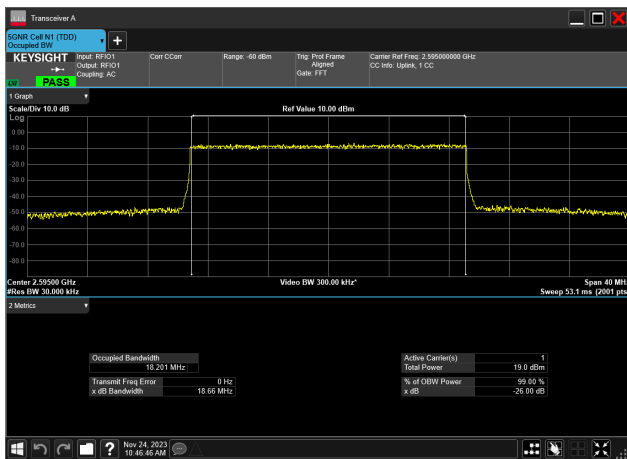 Transceiver A
5GNR Cell N1 (TDD)
Occupied BW
+
KEYSIGHT
LV
PASS
Input: RFIO1
Output: RFIO1
Coupling: AC
Corr CCorr
Range: -60 dBm
Trig: Prot Frame
Aligned
Gate: FFT
Carrier Ref Freq: 2.595000000 GHz
CC Info: Uplink, 1 CC
1 Graph
Scale/Div 10.0 dB
Ref Value 10.00 dBm
Log
0.00
-10.0
-20.0
-30.0
-40.0
-50.0
-60.0
-70.0
-80.0
Center 2.59500 GHz
#Res BW 30.000 kHz
Video BW 300.00 kHz*
Span 40 MHz
Sweep 53.1 ms (2001 pts
2 Metrics
Occupied Bandwidth
18.201 MHz
Transmit Freq Error 0 Hz
x dB Bandwidth 18.66 MHz
Active Carrier(s) 1
Total Power 19.0 dBm
% of OBW Power 99.00 %
x dB -26.00 dB
?
Nov 24, 2023
10:46:46 AM